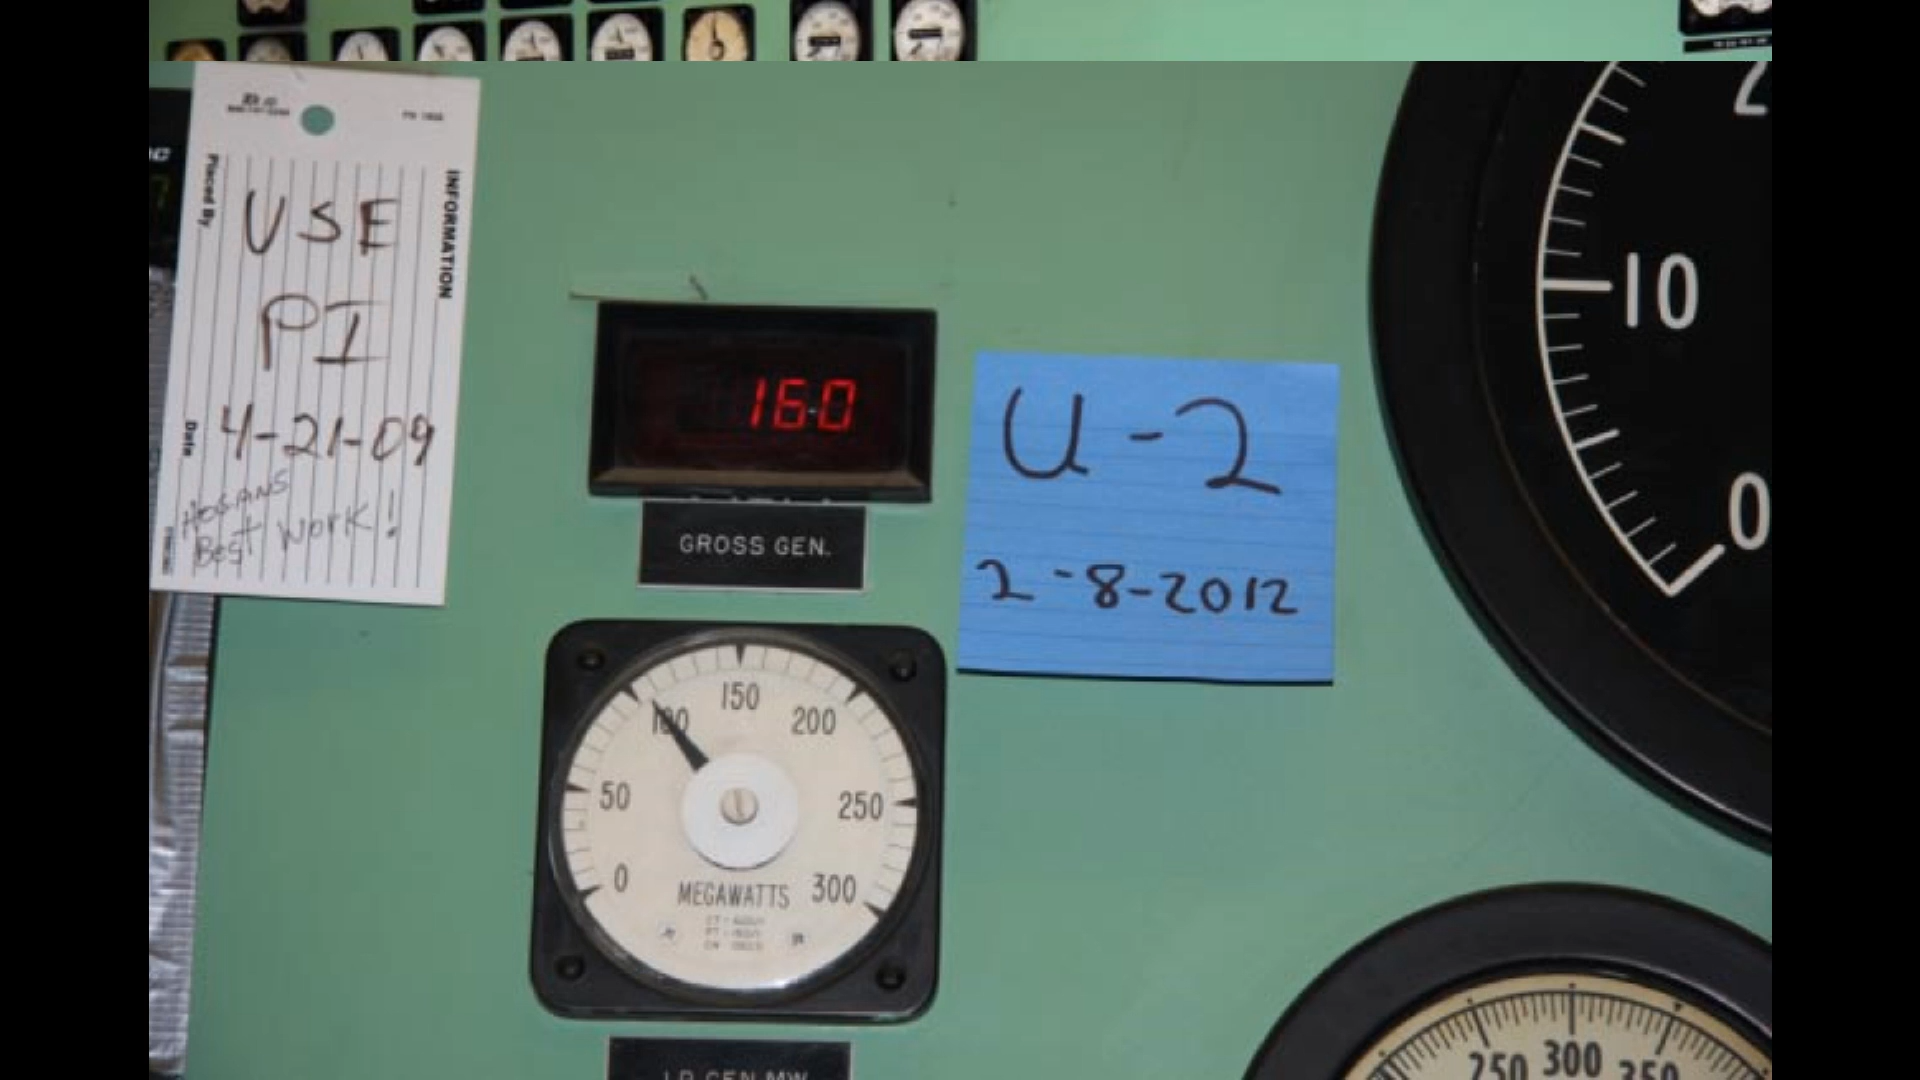 INFORMATION
Placed By
USE
PI
Date
4-21-09
HOGANS
BEST WORK!
160
GROSS GEN.
U-2
2-8-2012
150
100
200
50
250
0
300
MEGAWATTS
10
0
250 300 350